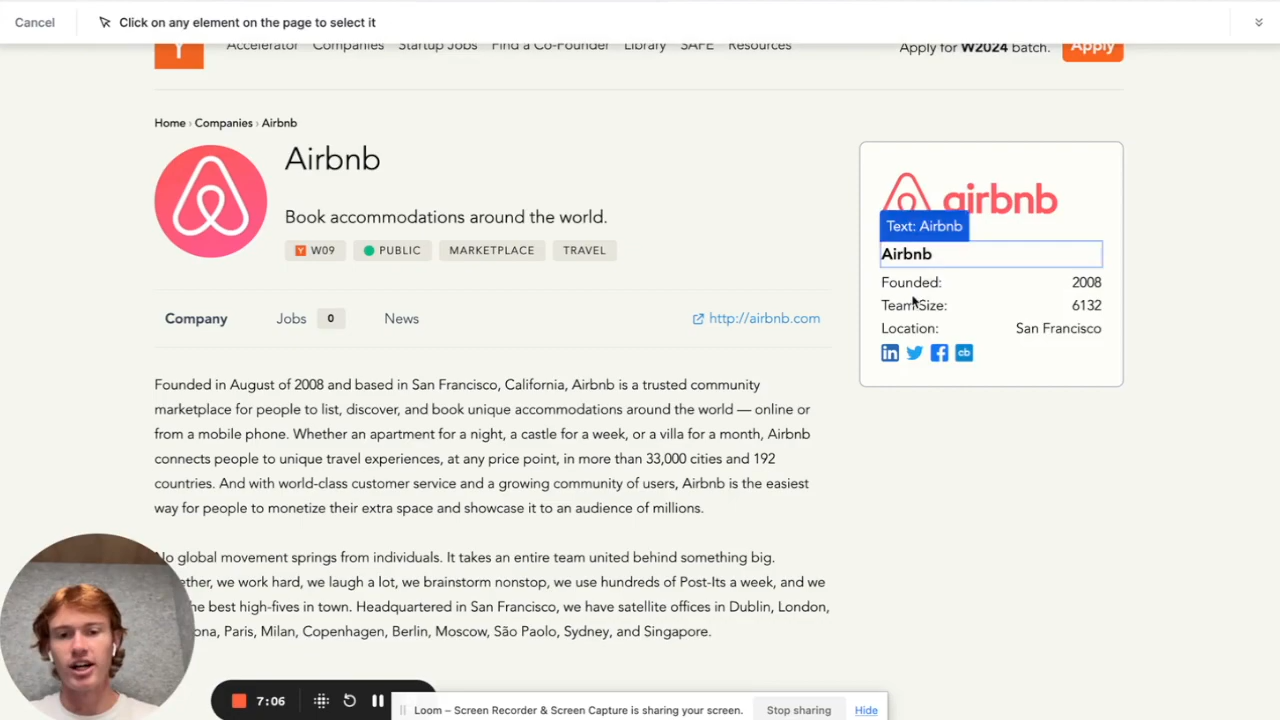 Cancel
Click on any element on the page to select it
Accelerator Companies Startup Jobs Find a Co-Founder Library SAFE Resources
Apply for W2024 batch. Apply
Home › Companies › Airbnb
Airbnb
Book accommodations around the world.
Y W09 PUBLIC MARKETPLACE TRAVEL
Company Jobs 0 News http://airbnb.com
Founded in August of 2008 and based in San Francisco, California, Airbnb is a trusted community
marketplace for people to list, discover, and book unique accommodations around the world — online or
from a mobile phone. Whether an apartment for a night, a castle for a week, or a villa for a month, Airbnb
connects people to unique travel experiences, at any price point, in more than 33,000 cities and 192
countries. And with world-class customer service and a growing community of users, Airbnb is the easiest
way for people to monetize their extra space and showcase it to an audience of millions.
No global movement springs from individuals. It takes an entire team united behind something big.
we work hard, we laugh a lot, we brainstorm nonstop, we use hundreds of Post-Its a week, and we
the best high-fives in town. Headquartered in San Francisco, we have satellite offices in Dublin, London,
Paris, Milan, Copenhagen, Berlin, Moscow, São Paolo, Sydney, and Singapore.
airbnb
Text: Airbnb
Airbnb
Founded: 2008
Team Size: 6132
Location: San Francisco
in f cb
7:06
Loom – Screen Recorder & Screen Capture is sharing your screen. Stop sharing Hide